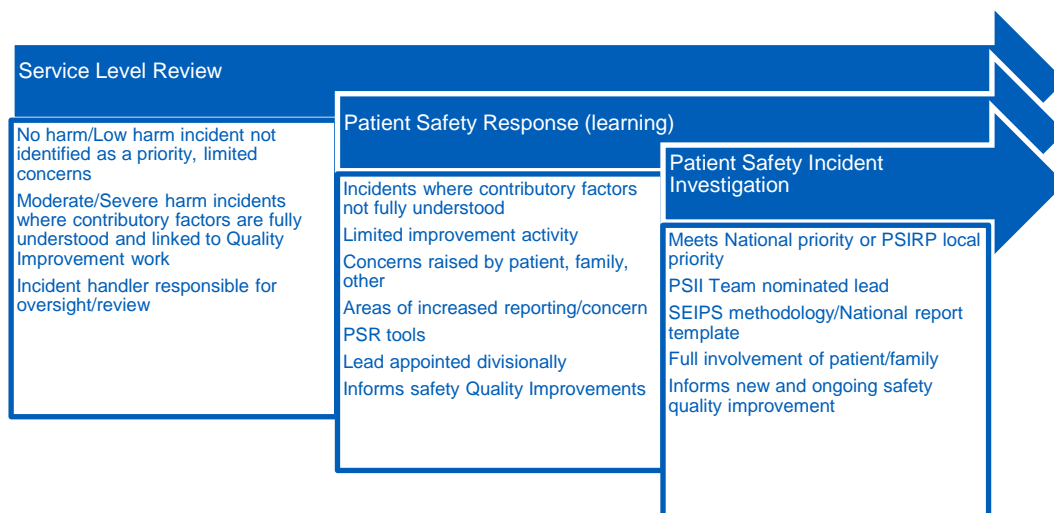 Service Level Review
No harm/Low harm incident not
identified as a priority, limited
concerns
Moderate/Severe harm incidents
where contributory factors are fully
understood and linked to Quality
Improvement work
Incident handler responsible for
oversight/review
Patient Safety Response (learning)
Incidents where contributory factors
not fully understood
Limited improvement activity
Concerns raised by patient, family,
other
Areas of increased reporting/concern
PSR tools
Lead appointed divisionally
Informs safety Quality Improvements
Patient Safety Incident
Investigation
Meets National priority or PSIRP local
priority
PSII Team nominated lead
SEIPS methodology/National report
template
Full involvement of patient/family
Informs new and ongoing safety
quality improvement